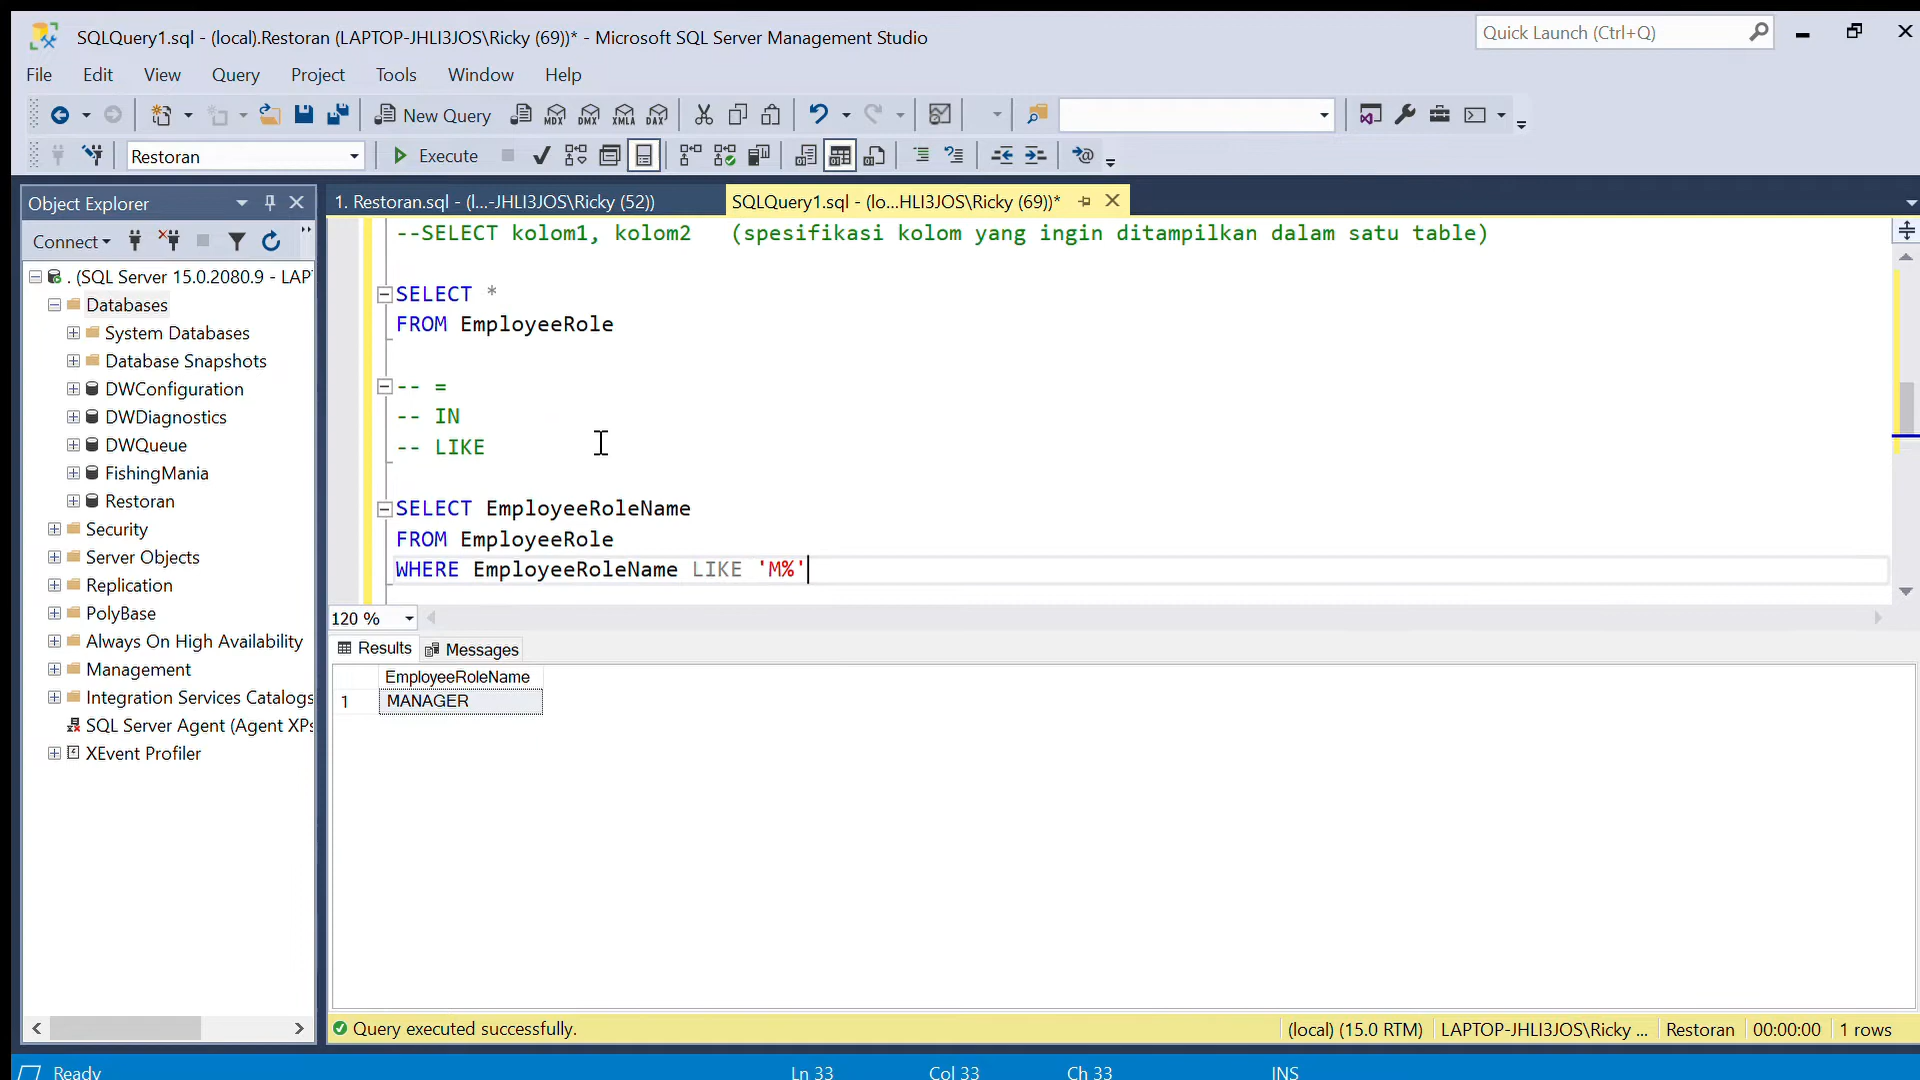 SQLQuery1.sql - (local).Restoran (LAPTOP-JHLI3JOS\Ricky (69))* - Microsoft SQL Server Management Studio
Quick Launch (Ctrl+Q)
File Edit View Query Project Tools Window Help
New Query MDX DMX XMLA DAX
Restoran Execute
Object Explorer
1. Restoran.sql - (l...-JHLI3JOS\Ricky (52)) SQLQuery1.sql - (lo...HLI3JOS\Ricky (69))*
Connect
. (SQL Server 15.0.2080.9 - LAP
Databases
System Databases
Database Snapshots
DWConfiguration
DWDiagnostics
DWQueue
FishingMania
Restoran
Security
Server Objects
Replication
PolyBase
Always On High Availability
Management
Integration Services Catalogs
SQL Server Agent (Agent XPs
XEvent Profiler
--SELECT kolom1, kolom2 (spesifikasi kolom yang ingin ditampilkan dalam satu table)
SELECT *
FROM EmployeeRole
-- =
-- IN
-- LIKE
SELECT EmployeeRoleName
FROM EmployeeRole
WHERE EmployeeRoleName LIKE 'M%'
120 %
Results Messages
EmployeeRoleName
1 MANAGER
Query executed successfully. (local) (15.0 RTM) LAPTOP-JHLI3JOS\Ricky ... Restoran 00:00:00 1 rows
Ready Ln 33 Col 33 Ch 33 INS